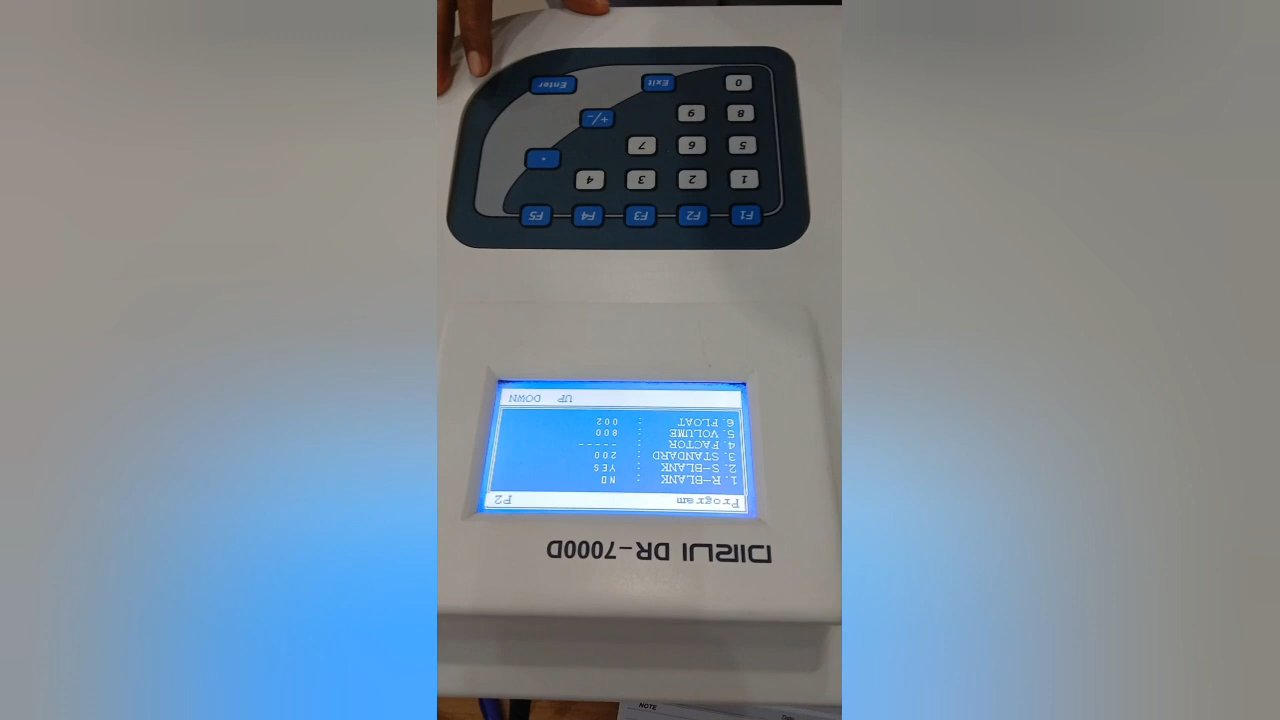 DIRUI DR-7000D
Program P2
1. R-BLANK : NO
2. S-BLANK : YES
3. STANDARD : 200
4. FACTOR : -----
5. VOLUME : 800
6. FLOAT : 002
UP DOWN
F1 F2 F3 F4 F5
1 2 3 4
5 6 7 ·
8 9 +/-
0 Exit Enter
NOTE